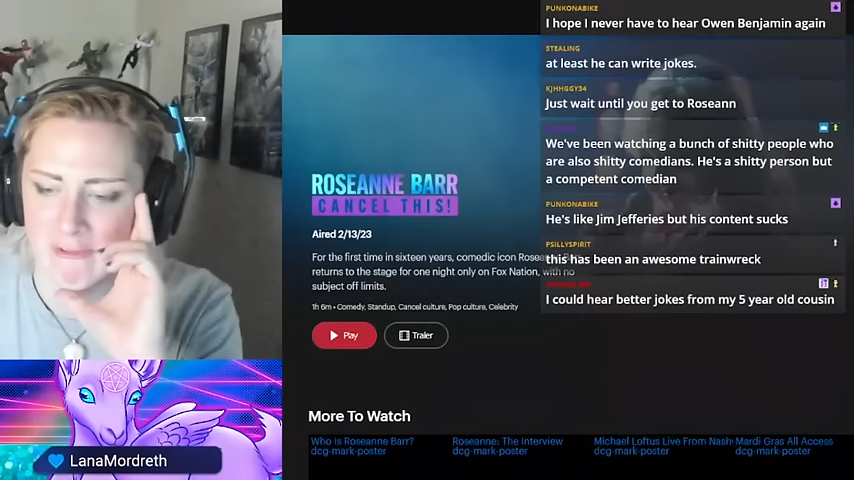 PUNKONABIKE
I hope I never have to hear Owen Benjamin again
STEALING
at least he can write jokes.
KJHHGGY34
Just wait until you get to Roseann
We've been watching a bunch of shitty people who
are also shitty comedians. He's a shitty person but
a competent comedian
PUNKONABIKE
He's like Jim Jefferies but his content sucks
PSILLYSPIRIT
this has been an awesome trainwreck
I could hear better jokes from my 5 year old cousin
ROSEANNE BARR
CANCEL THIS!
Aired 2/13/23
For the first time in sixteen years, comedic icon Rosea
returns to the stage for one night only on Fox Nation, with no
subject off limits.
1h 6m • Comedy, Standup, Cancel culture, Pop culture, Celebrity
Play
Traler
More To Watch
Who Is Roseanne Barr?
dcg-mark-poster
Roseanne: The Interview
dcg-mark-poster
Michael Loftus Live From Nash
dcg-mark-poster
Mardi Gras All Access
dcg-mark-poster
LanaMordreth